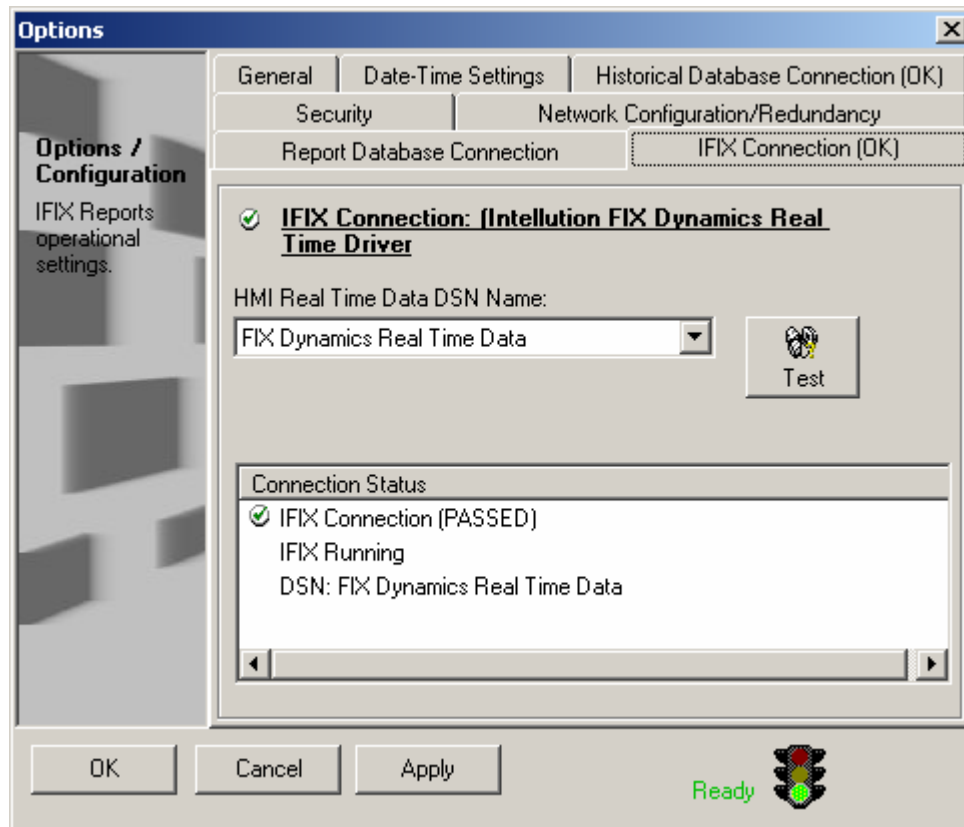 Options
General
Date-Time Settings
Historical Database Connection (OK)
Security
Network Configuration/Redundancy
Report Database Connection
IFIX Connection (OK)
Options /
Configuration
IFIX Reports
operational
settings.
IFIX Connection: (Intellution FIX Dynamics Real
Time Driver
HMI Real Time Data DSN Name:
FIX Dynamics Real Time Data
Test
Connection Status
IFIX Connection (PASSED)
IFIX Running
DSN: FIX Dynamics Real Time Data
OK
Cancel
Apply
Ready